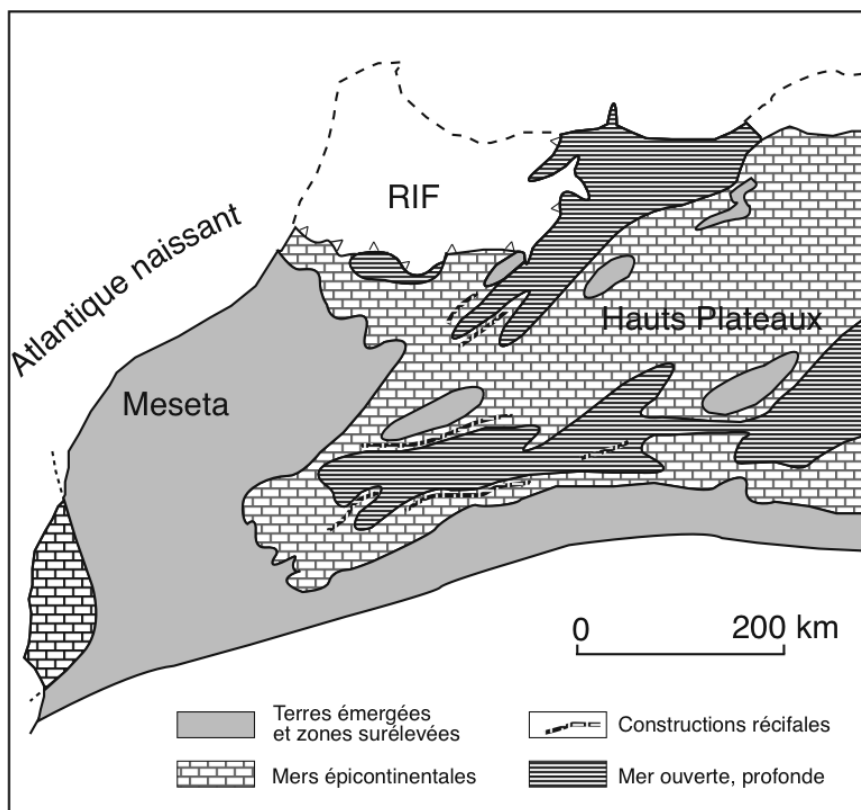 RIF
Atlantique naissant
Hauts Plateaux
Meseta
0 200 km
Terres émergées
et zones surélevées
Constructions récifales
Mers épicontinentales
Mer ouverte, profonde